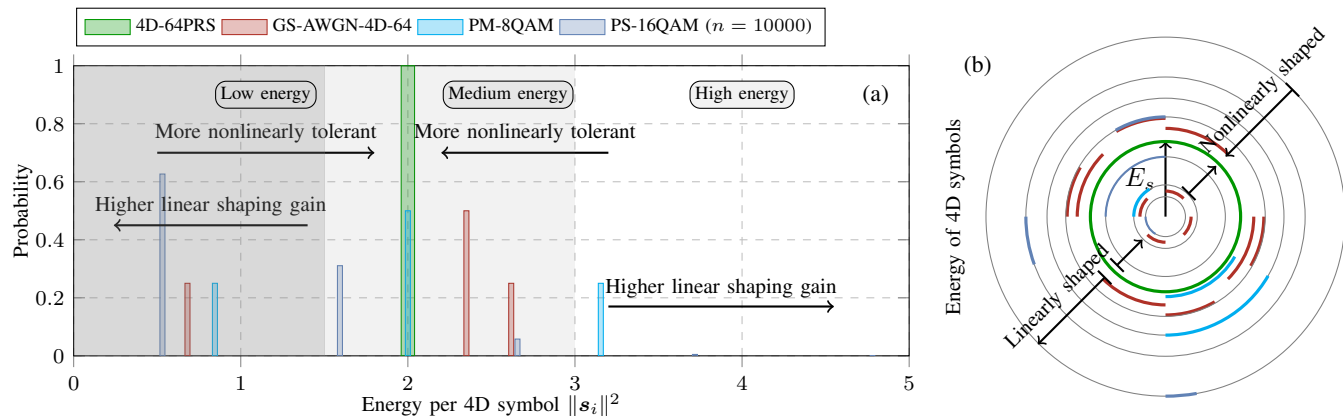 4D-64PRS GS-AWGN-4D-64 PM-8QAM PS-16QAM (n = 10000)
1
0.8
0.6
0.4
0.2
0
Probability
Low energy Medium energy High energy (a)
More nonlinearly tolerant More nonlinearly tolerant
Higher linear shaping gain
Higher linear shaping gain
0 1 2 3 4 5
Energy per 4D symbol ‖s_i‖²
(b)
Energy of 4D symbols
Nonlinearly shaped
E_s
Linearly shaped